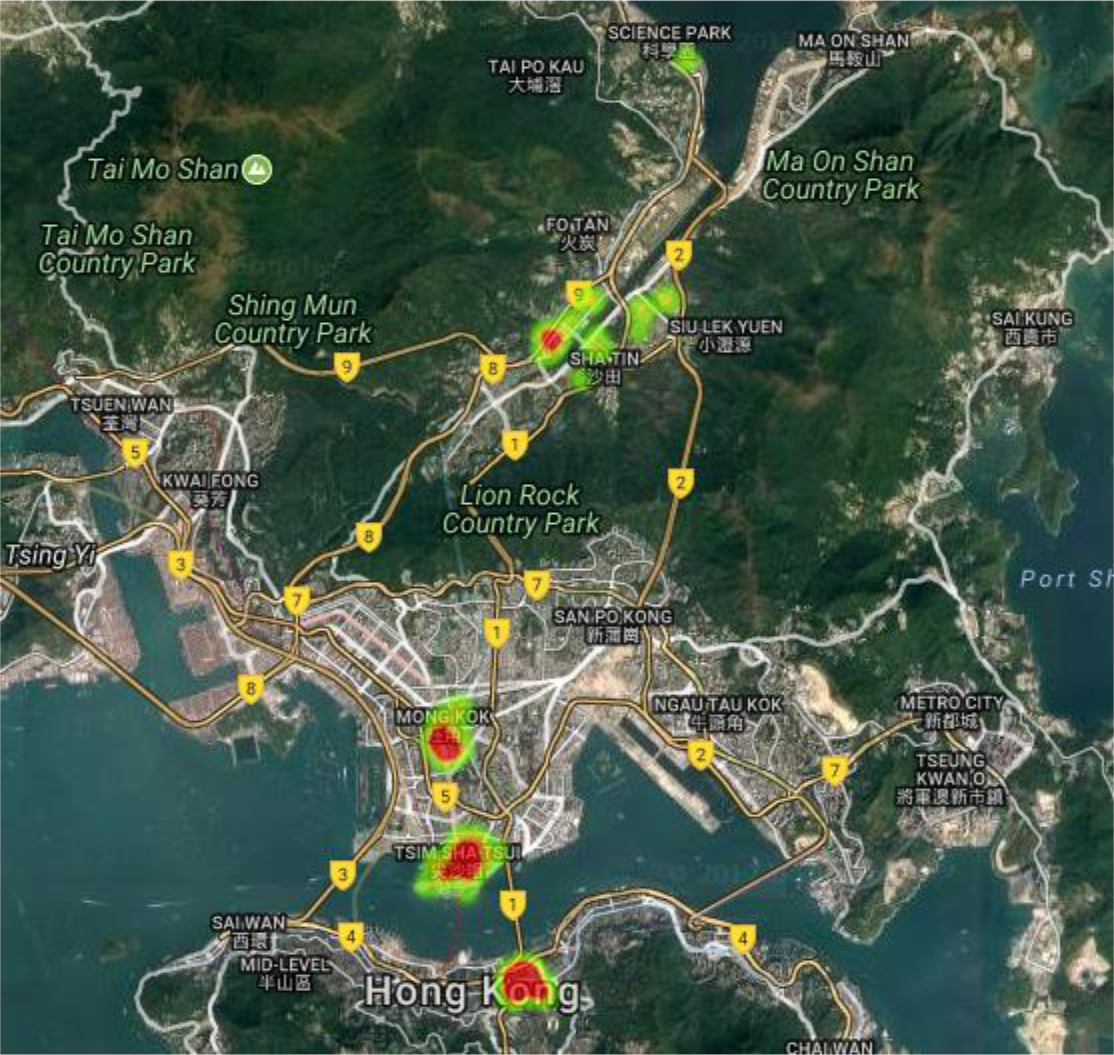 SCIENCE PARK
科學園
MA ON SHAN
馬鞍山
TAI PO KAU
大埔滘
Tai Mo Shan
Ma On Shan
Country Park
FO TAN
火炭
Tai Mo Shan
Country Park
2
9
Shing Mun
Country Park
SAI KUNG
西貢市
SIU LEK YUEN
小瀝源
SHA TIN
沙田
9
8
TSUEN WAN
荃灣
5
1
KWAI FONG
葵芳
2
Lion Rock
Country Park
8
Tsing Yi
3
7
7
Port Sh
SAN PO KONG
新蒲崗
1
8
MONG KOK
NGAU TAU KOK
牛頭角
METRO CITY
新都城
2
7
TSEUNG
KWAN O
將軍澳新市鎮
5
TSIM SHA TSUI
3
1
SAI WAN
西環
4
4
MID-LEVEL
半山區
Hong Kong
CHAI WAN